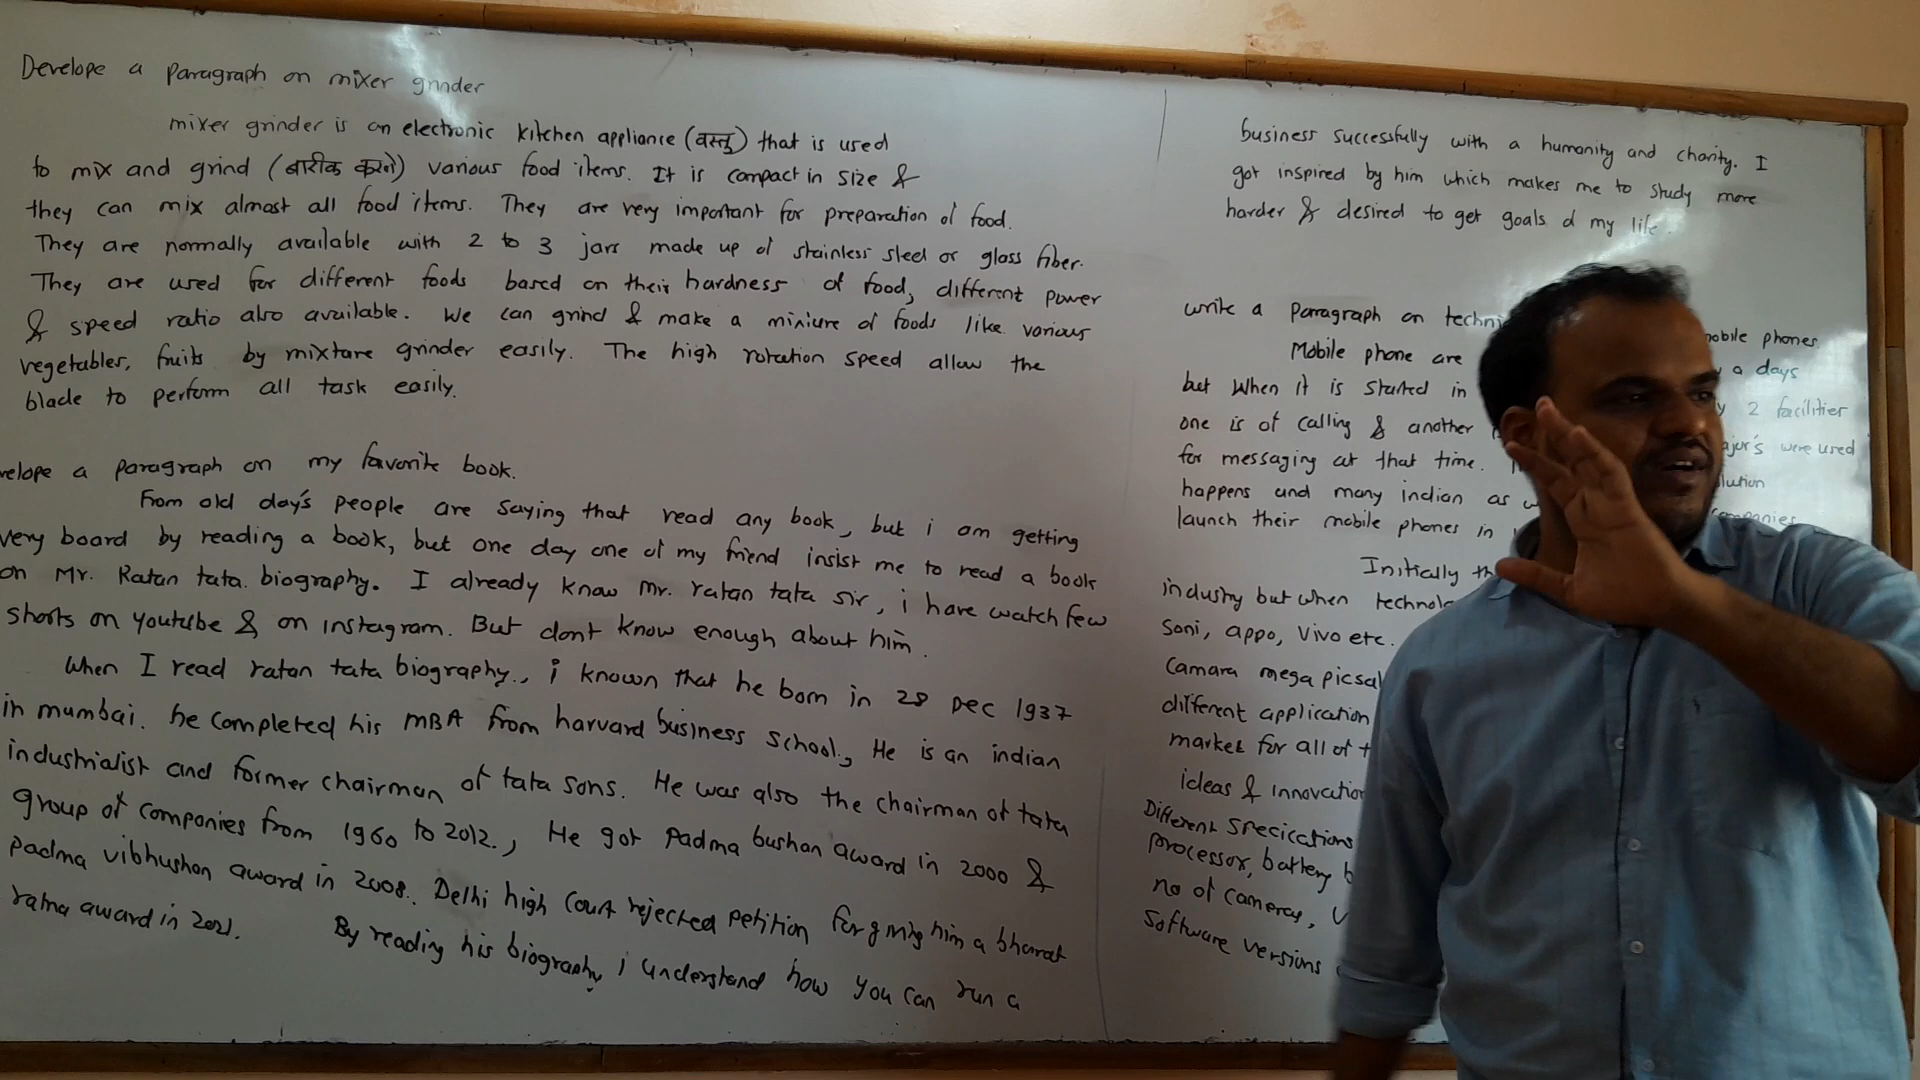 Develope a paragraph on mixer grinder
mixer grinder is an electronic kitchen appliance (वस्तु) that is used
to mix and grind (बारीक करने) various food items. It is compact in size &
they can mix almost all food items. They are very important for preparation of food.
They are normally available with 2 to 3 jars made up of stainless steel or glass fiber.
They are used for different foods based on their hardness of food, different power
& speed ratio also available. We can grind & make a mixiure of foods like various
vegetables, fruits by mixtare grinder easily. The high rotation speed allow the
blade to perform all task easily.
velope a paragraph on my favorite book.
From old day's people are saying that read any book, but i am getting
very board by reading a book, but one day one of my friend insist me to read a book
on Mr. Ratan tata. biography. I already know mr. ratan tata sir, i have watch few
shorts on youtube & on instagram. But dont know enough about him.
When I read ratan tata biography., i known that he born in 28 Dec 1937
in mumbai. he completed his MBA from harvard business school., He is an indian
industrialist and former chairman of tata sons. He was also the chairman of tata
group of companies from 1960 to 2012., He got Padma bushan award in 2000 &
padma vibhushan award in 2008. Delhi high court rejected petition for him a bharat
ratna award in 2021.
By reading his biography i understand how you can run a
business successfully with a humanity and charity. I
got inspired by him which makes me to study more
harder & desired to get goals of my life.
write a paragraph on techni mobile phones.
Mobile phone are a days
but When it is started in 2 facilitier
one is of calling & another ajor's were used
for messaging at that time. lution
happens and many indian as companies
launch their mobile phones in
Initially th
industry but when technolo
Soni, appo, Vivo etc.
Camara mega picsal
different application
market for all of t
ideas & innovation
Different Specications
processor, battery b
no of cameras, V
Software versions